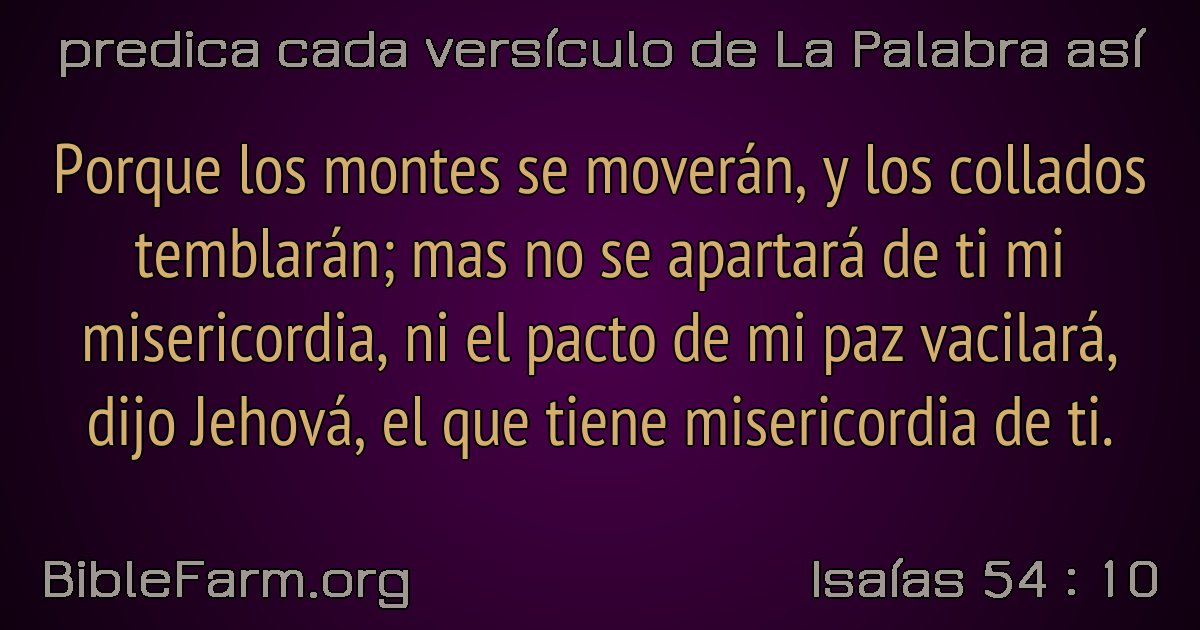 predica cada versículo de La Palabra así
Porque los montes se moverán, y los collados
temblarán; mas no se apartará de ti mi
misericordia, ni el pacto de mi paz vacilará,
dijo Jehová, el que tiene misericordia de ti.
BibleFarm.org
Isaías 54 : 10